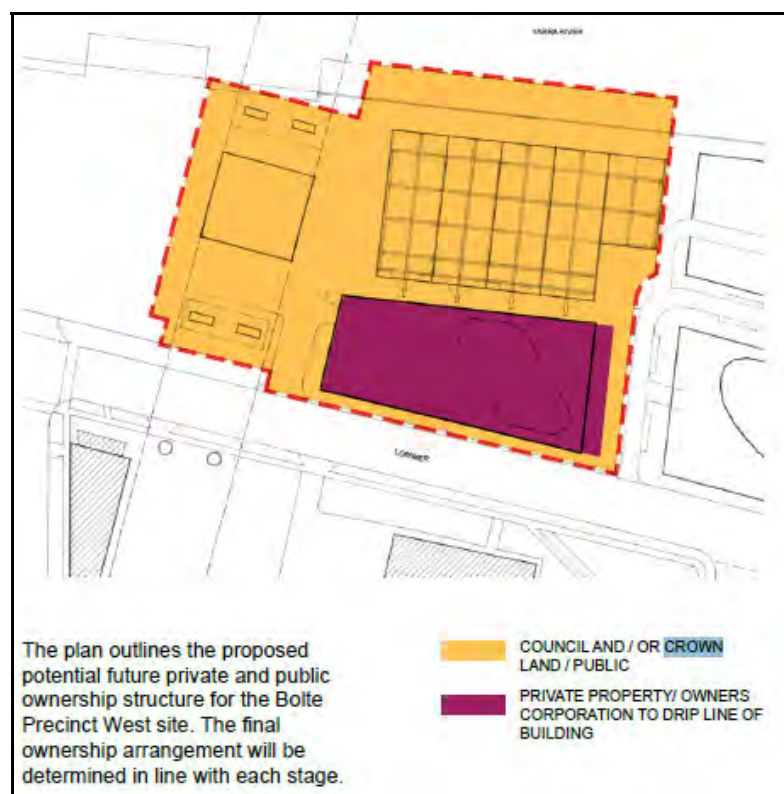 YARRA RIVER
LORIMER
The plan outlines the proposed
potential future private and public
ownership structure for the Bolte
Precinct West site. The final
ownership arrangement will be
determined in line with each stage.
COUNCIL AND / OR CROWN
LAND / PUBLIC
PRIVATE PROPERTY/ OWNERS
CORPORATION TO DRIP LINE OF
BUILDING